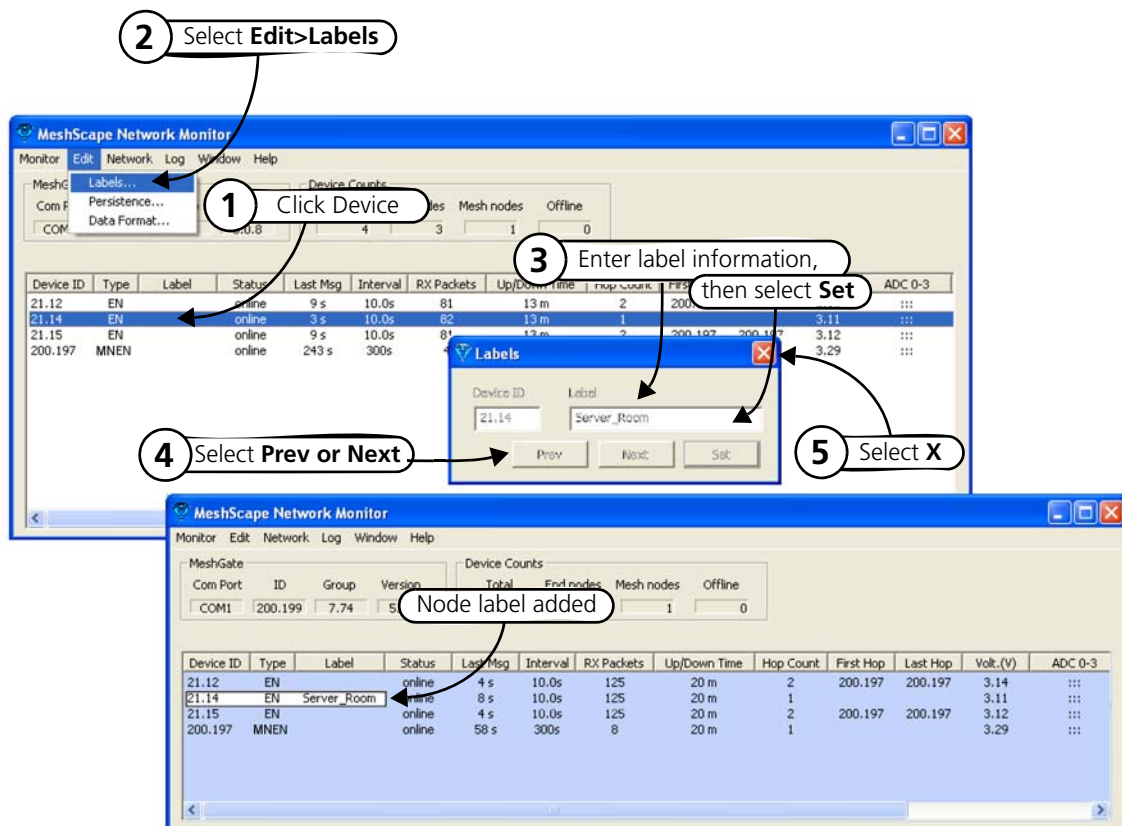 2 Select Edit>Labels
MeshScape Network Monitor
Monitor Edit Network Log Window Help
Labels...
Persistence...
Data Format...
Device Counts
1 Click Device
Mesh nodes Offline
4 3 1 0
3 Enter label information,
then select Set
Device ID Type Label Status Last Msg Interval RX Packets Hop Count ADC 0-3
21.12 EN online 9 s 10.0s 81 13 m 2 :::
21.14 EN online 3 s 10.0s 82 13 m 1 3.11 :::
21.15 EN online 9 s 10.0s 81 13 m 2 200.197 200.197 3.12 :::
200.197 MNEN online 243 s 300s 3.29 :::
Labels
Device ID Label
21.14 Server_Room
Prev Next Set
4 Select Prev or Next
5 Select X
MeshScape Network Monitor
Monitor Edit Network Log Window Help
MeshGate Device Counts
Com Port ID Group Version Total End nodes Mesh nodes Offline
COM1 200.199 7.74 1 0
Node label added
Device ID Type Label Status Last Msg Interval RX Packets Up/Down Time Hop Count First Hop Last Hop Volt.(V) ADC 0-3
21.12 EN online 4 s 10.0s 125 20 m 2 200.197 200.197 3.14 :::
21.14 EN Server_Room online 8 s 10.0s 125 20 m 1 3.11 :::
21.15 EN online 4 s 10.0s 125 20 m 2 200.197 200.197 3.12 :::
200.197 MNEN online 58 s 300s 8 20 m 1 3.29 :::